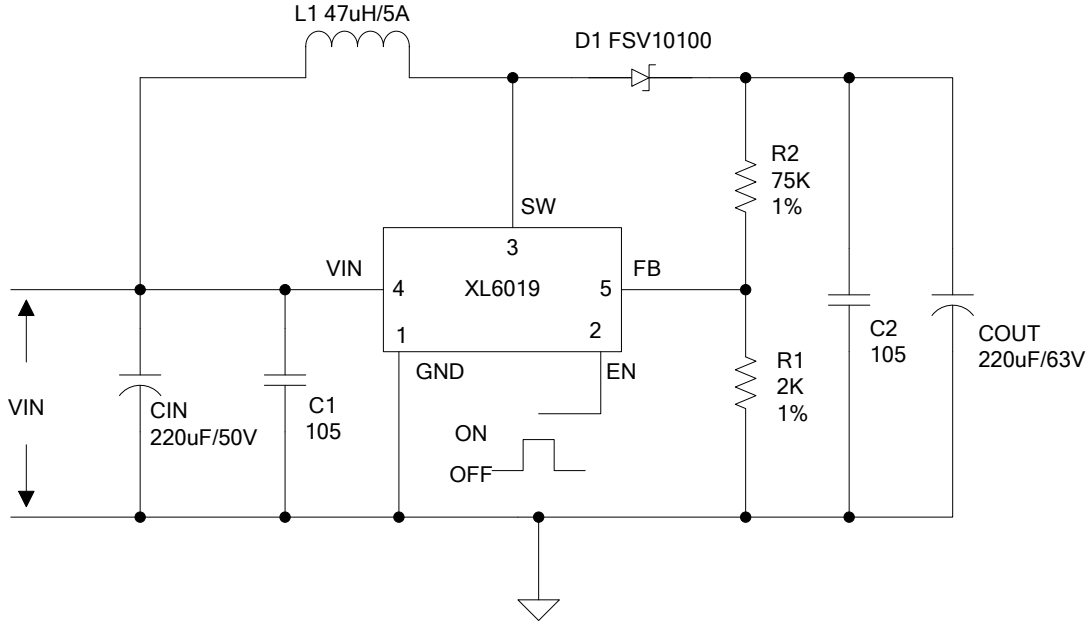 L1 47uH/5A
D1 FSV10100
R2
75K
1%
SW
3
VIN
FB
4
XL6019
5
1
2
GND
EN
C2
105
COUT
220uF/63V
R1
2K
1%
VIN
CIN
220uF/50V
C1
105
ON
OFF